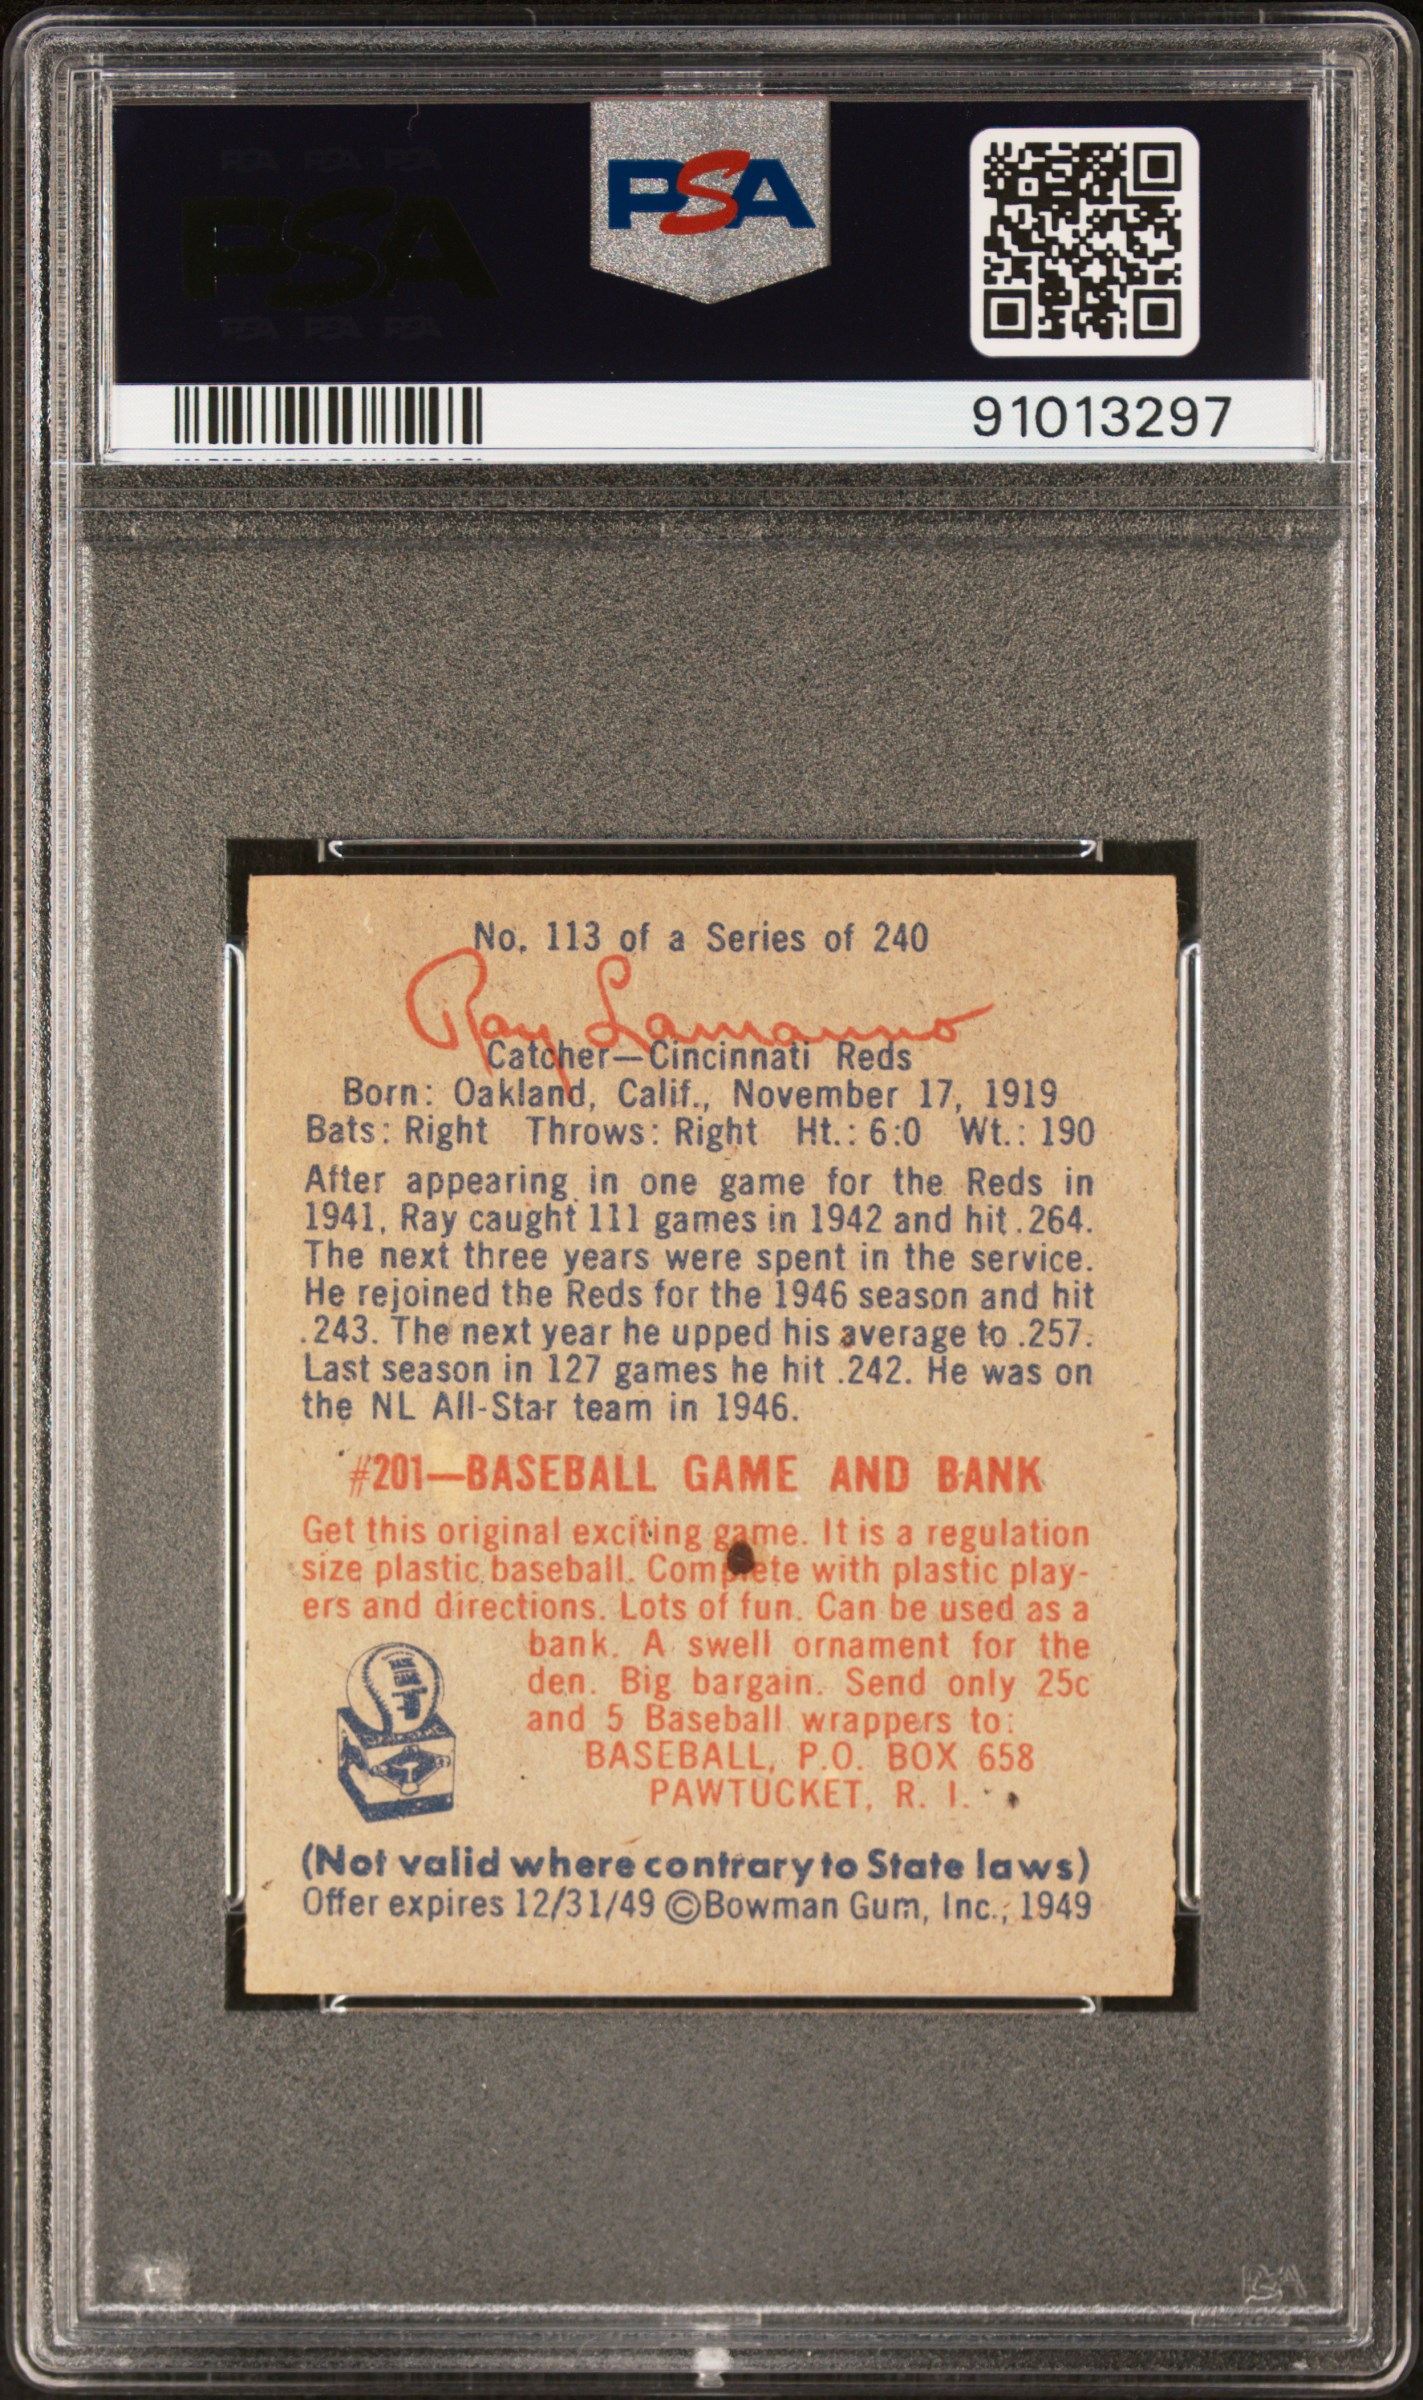 PSA PSA PSA
PSA
PSA PSA PSA
PSA
91013297
No. 113 of a Series of 240
Ray Lamanno
Catcher—Cincinnati Reds
Born: Oakland, Calif., November 17, 1919
Bats: Right Throws: Right Ht.: 6:0 Wt.: 190
After appearing in one game for the Reds in
1941, Ray caught 111 games in 1942 and hit .264.
The next three years were spent in the service.
He rejoined the Reds for the 1946 season and hit
.243. The next year he upped his average to .257.
Last season in 127 games he hit .242. He was on
the NL All-Star team in 1946.
#201—BASEBALL GAME AND BANK
Get this original exciting game. It is a regulation
size plastic baseball. Complete with plastic play-
ers and directions. Lots of fun. Can be used as a
bank. A swell ornament for the
den. Big bargain. Send only 25c
and 5 Baseball wrappers to:
BASEBALL, P.O. BOX 658
PAWTUCKET, R. I.
(Not valid where contrary to State laws)
Offer expires 12/31/49 ©Bowman Gum, Inc., 1949
PSA